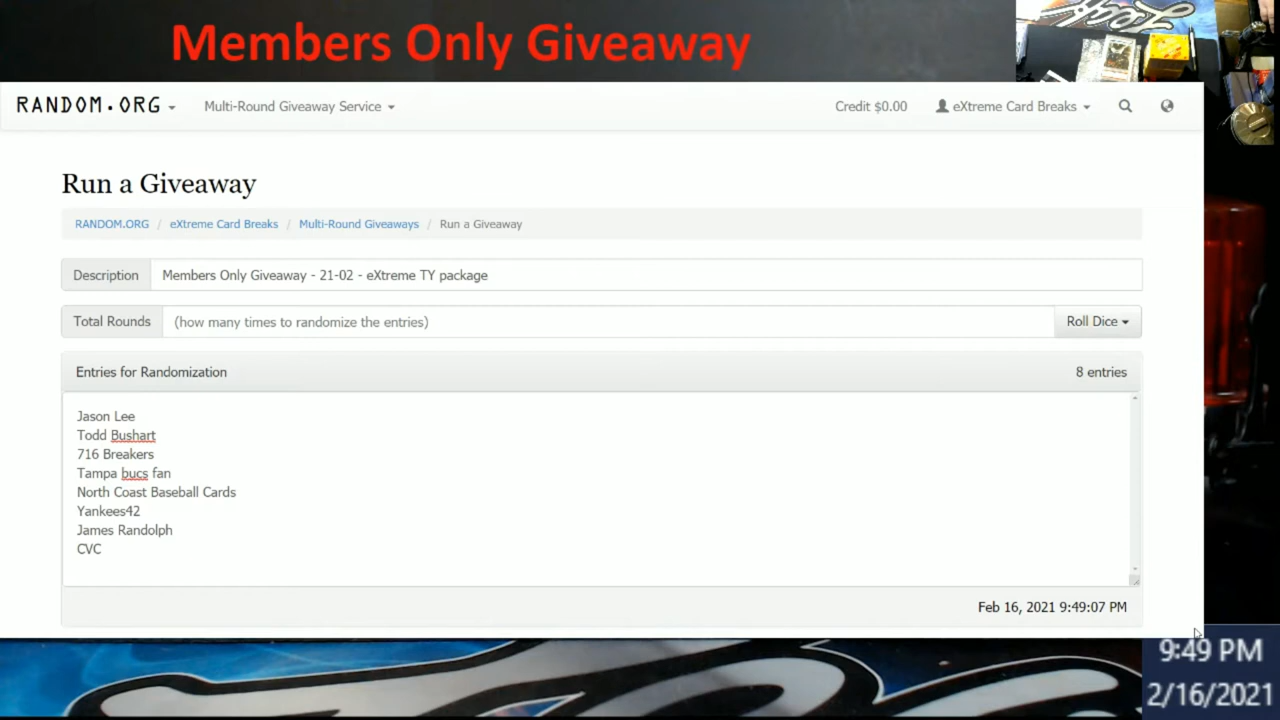 Members Only Giveaway
RANDOM.ORG
Multi-Round Giveaway Service
Credit $0.00
eXtreme Card Breaks
Run a Giveaway
RANDOM.ORG / eXtreme Card Breaks / Multi-Round Giveaways / Run a Giveaway
Description Members Only Giveaway - 21-02 - eXtreme TY package
Total Rounds (how many times to randomize the entries) Roll Dice
Entries for Randomization 8 entries
Jason Lee
Todd Bushart
716 Breakers
Tampa bucs fan
North Coast Baseball Cards
Yankees42
James Randolph
CVC
Feb 16, 2021 9:49:07 PM
9:49 PM
2/16/2021